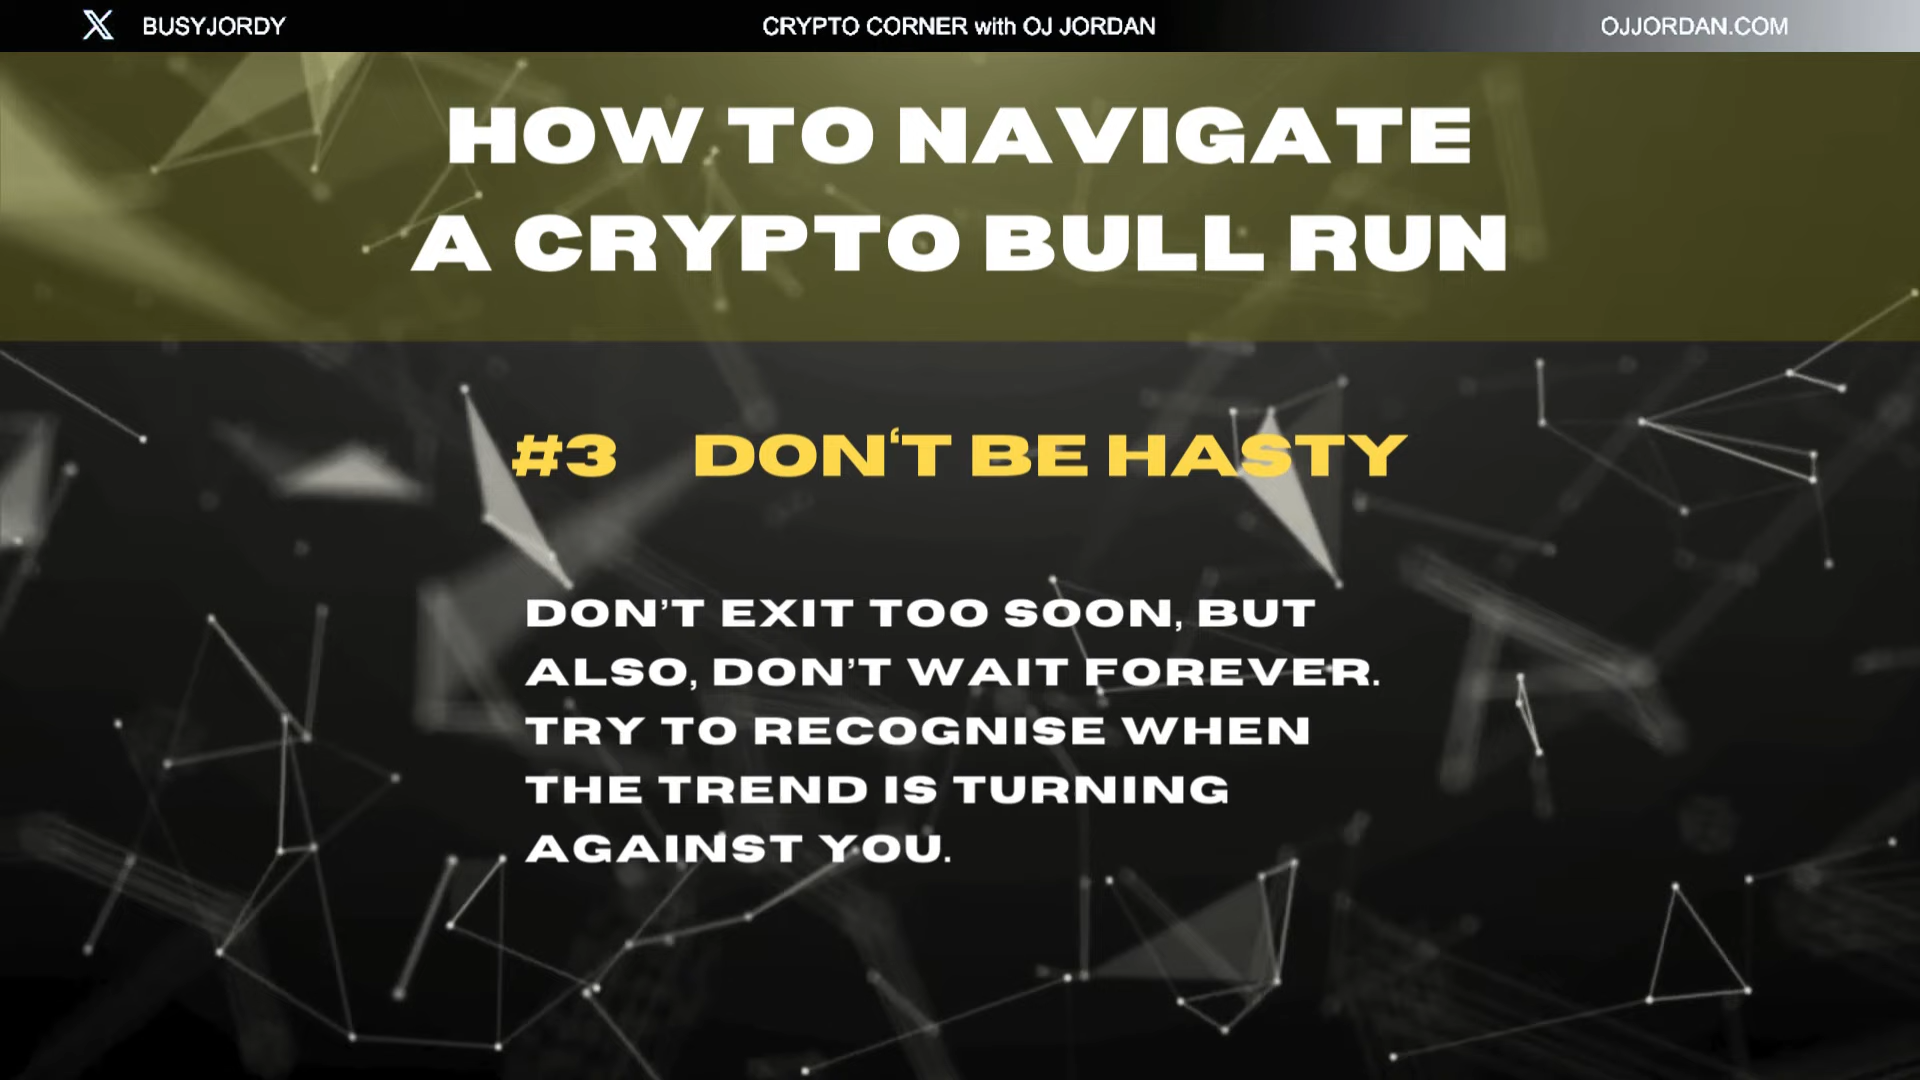 X BUSYJORDY
CRYPTO CORNER with OJ JORDAN
OJJORDAN.COM
HOW TO NAVIGATE
A CRYPTO BULL RUN
#3 DON‘T BE HASTY
DON’T EXIT TOO SOON, BUT
ALSO, DON’T WAIT FOREVER.
TRY TO RECOGNISE WHEN
THE TREND IS TURNING
AGAINST YOU.